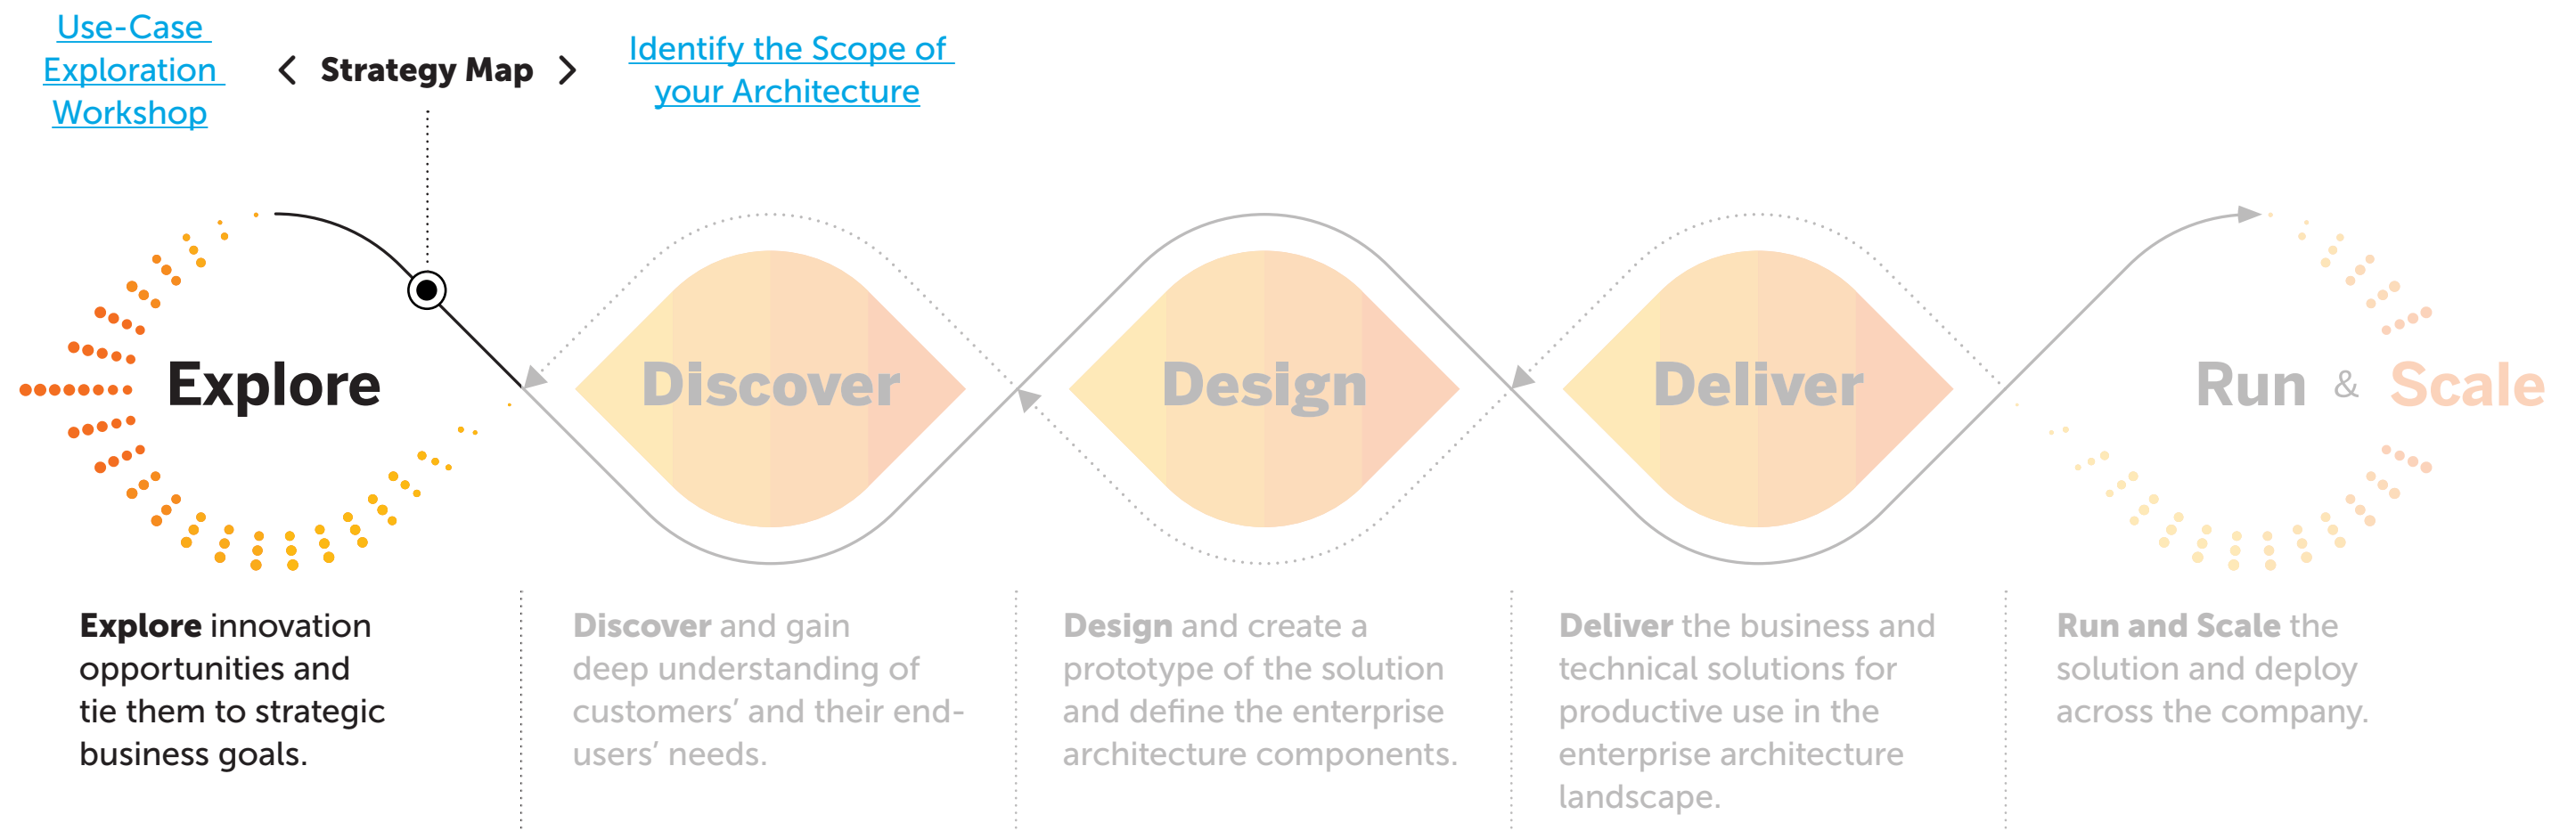 Use-Case
Exploration
Workshop
< Strategy Map >
Identify the Scope of
your Architecture
Explore
Discover
Design
Deliver
Run & Scale
Explore innovation
opportunities and
tie them to strategic
business goals.
Discover and gain
deep understanding of
customers’ and their end-
users’ needs.
Design and create a
prototype of the solution
and define the enterprise
architecture components.
Deliver the business and
technical solutions for
productive use in the
enterprise architecture
landscape.
Run and Scale the
solution and deploy
across the company.